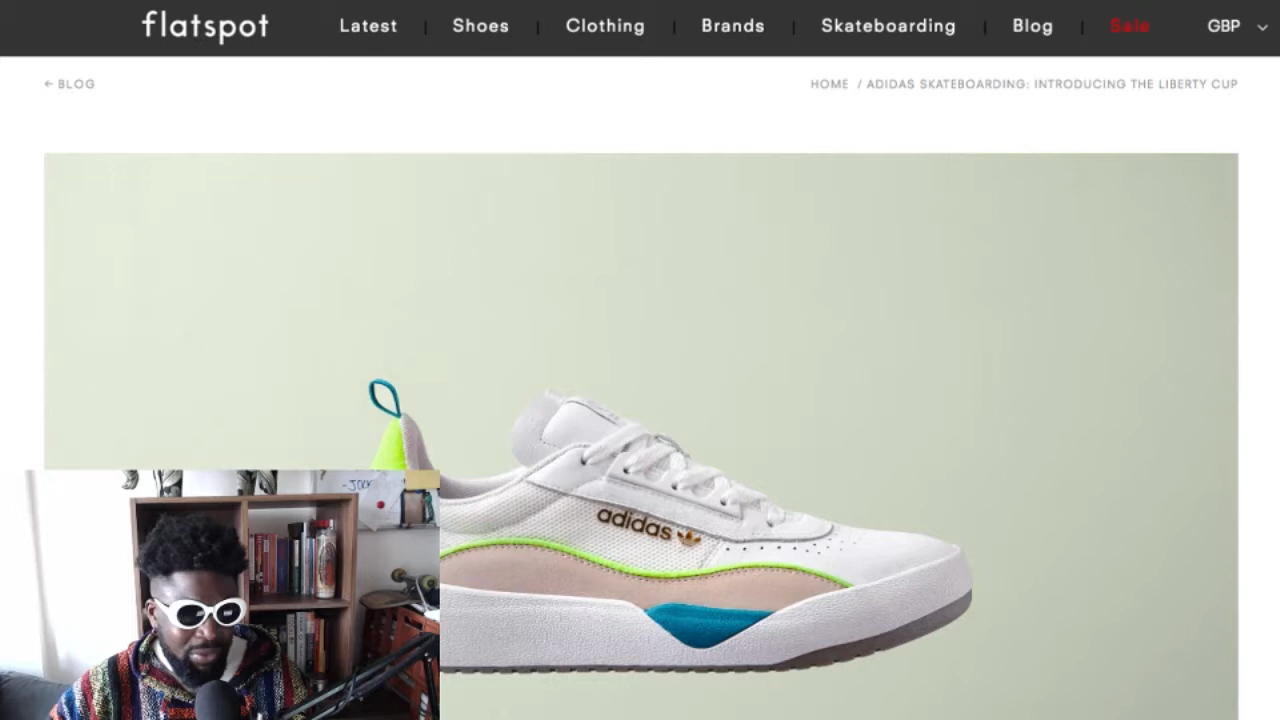 flatspot
Latest | Shoes | Clothing | Brands | Skateboarding | Blog | Sale GBP
← BLOG
HOME / ADIDAS SKATEBOARDING: INTRODUCING THE LIBERTY CUP
adidas